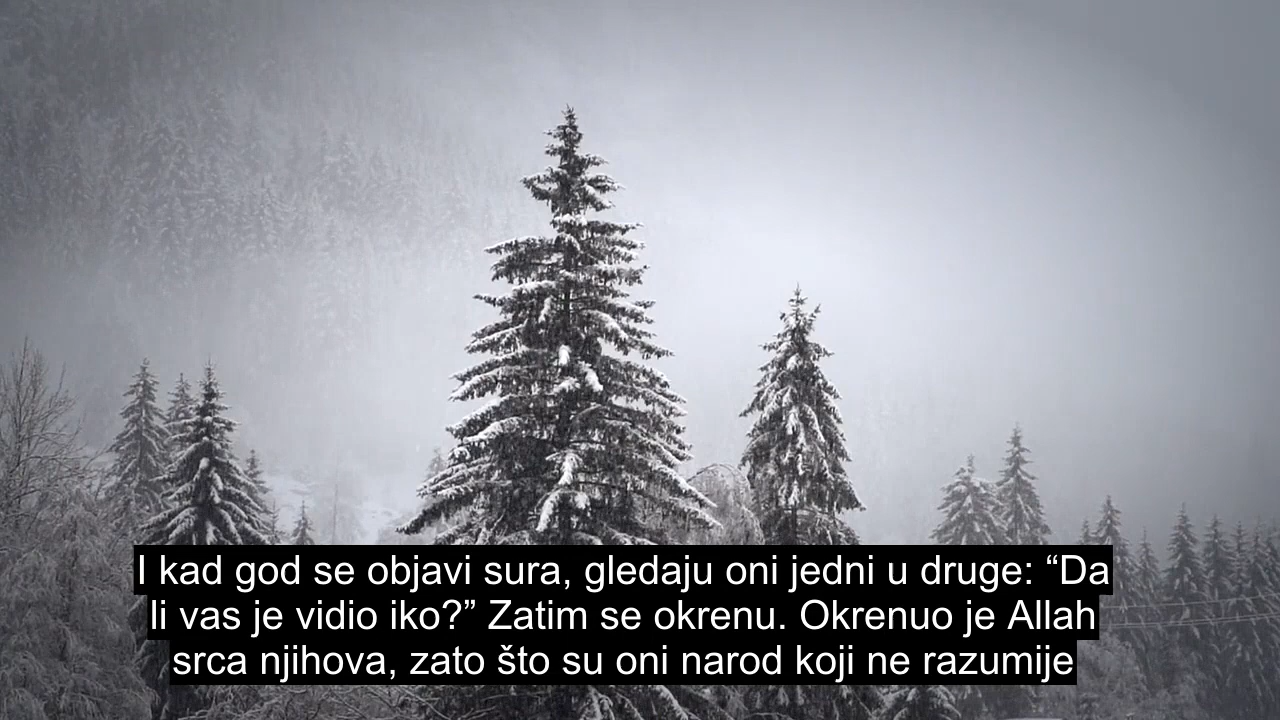 I kad god se objavi sura, gledaju oni jedni u druge: “Da
li vas je vidio iko?” Zatim se okrenu. Okrenuo je Allah
srca njihova, zato što su oni narod koji ne razumije